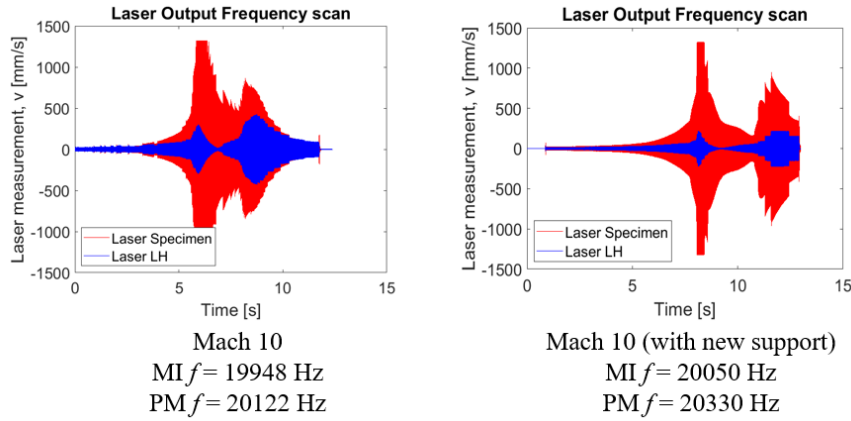 Laser Output Frequency scan
Laser measurement, v [mm/s]
1500
1000
500
0
-500
-1000
-1500
Laser Specimen
Laser LH
0
5
10
15
Time [s]
Mach 10
MI f = 19948 Hz
PM f = 20122 Hz
Laser Output Frequency scan
Laser measurement, v [mm/s]
1500
1000
500
0
-500
-1000
-1500
Laser Specimen
Laser LH
0
5
10
15
Time [s]
Mach 10 (with new support)
MI f = 20050 Hz
PM f = 20330 Hz